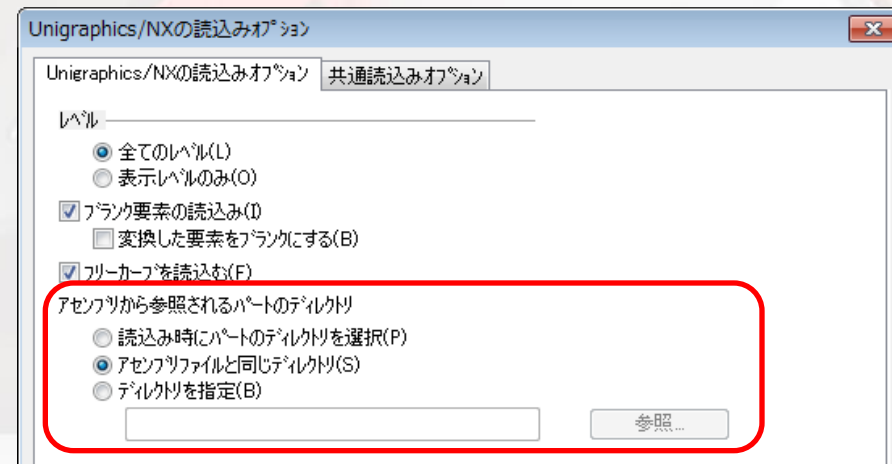 Unigraphics/NXの読込みオプション
Unigraphics/NXの読込みオプション 共通読込みオプション
レベル
全てのレベル(L)
表示レベルのみ(O)
ブランク要素の読込み(I)
変換した要素をブランクにする(B)
フリーカーブを読込む(F)
アセンブリから参照されるパートのディレクトリ
読込み時にパートのディレクトリを選択(P)
アセンブリファイルと同じディレクトリ(S)
ディレクトリを指定(B)
参照...